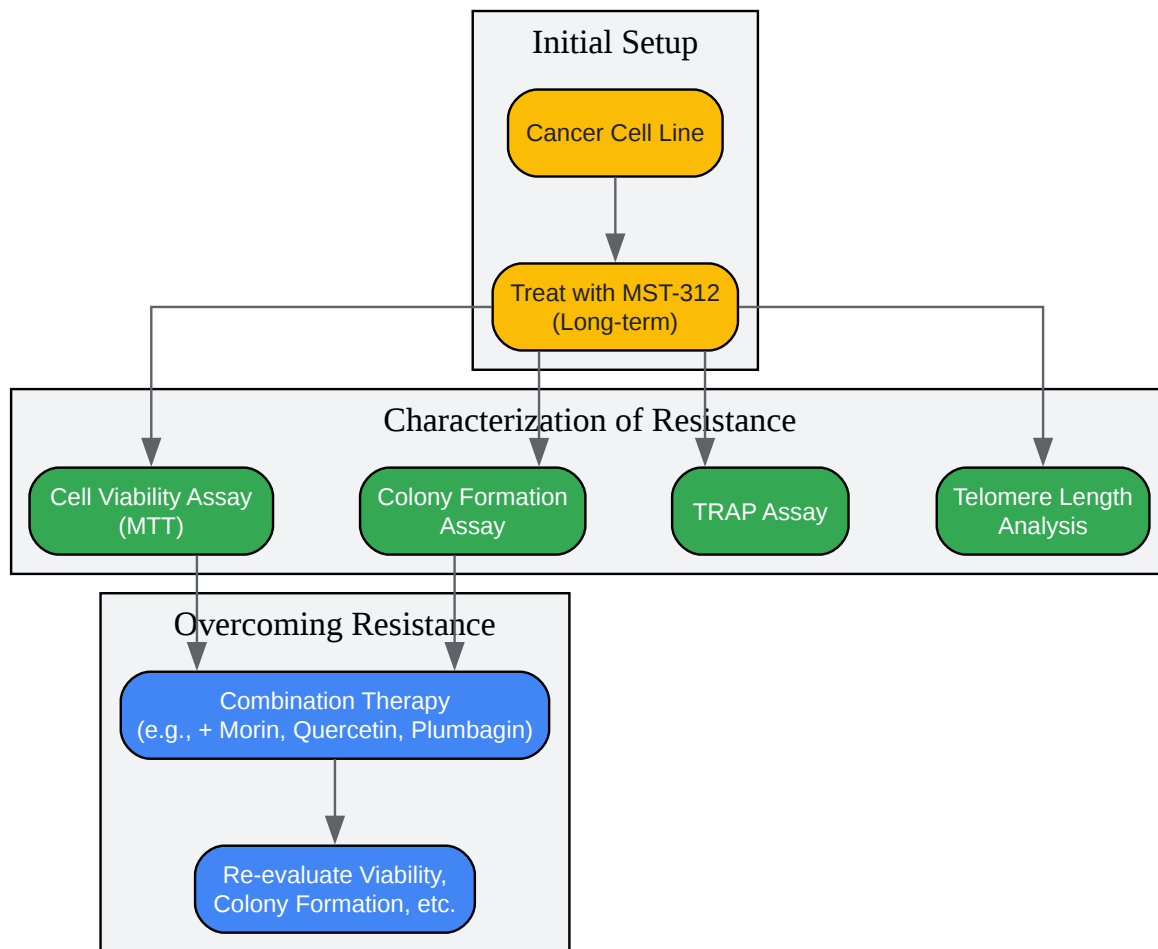 Initial Setup
Cancer Cell Line
Treat with MST-312
(Long-term)
Characterization of Resistance
Cell Viability Assay
(MTT)
Colony Formation
Assay
TRAP Assay
Telomere Length
Analysis
Overcoming Resistance
Combination Therapy
(e.g., + Morin, Quercetin, Plumbagin)
Re-evaluate Viability,
Colony Formation, etc.